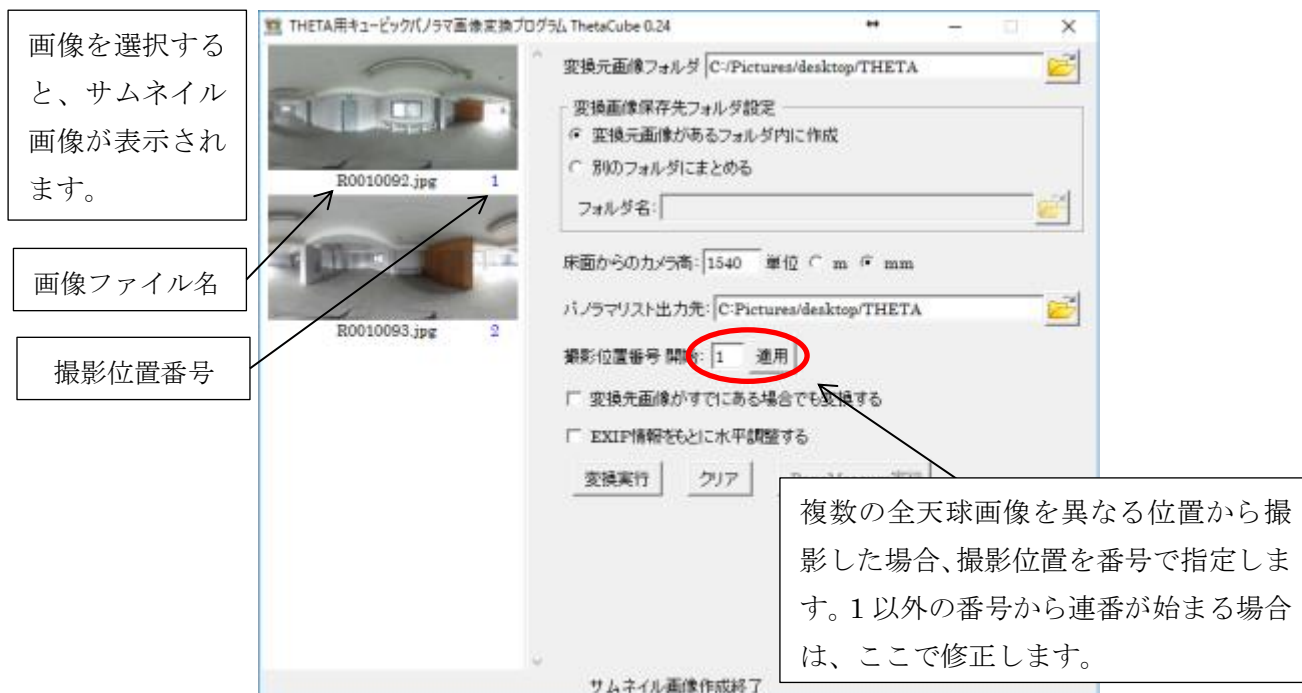 画像を選択する
と、サムネイル
画像が表示され
ます。
画像ファイル名
撮影位置番号
THETA用キュービックパノラマ画像変換プログラム ThetaCube 0.24
R0010092.jpg 1
R0010093.jpg 2
変換元画像フォルダ C:/Pictures/desktop/THETA
変換画像保存先フォルダ設定
変換元画像があるフォルダ内に作成
別のフォルダにまとめる
フォルダ名:
床面からのカメラ高: 1540 単位 m mm
パノラマリスト出力先: C:Pictures/desktop/THETA
撮影位置番号 開始: 1 適用
変換先画像がすでにある場合でも変換する
EXIF情報をもとに水平調整する
変換実行 クリア
複数の全天球画像を異なる位置から撮
影した場合、撮影位置を番号で指定しま
す。1 以外の番号から連番が始まる場合
は、ここで修正します。
サムネイル画像作成終了